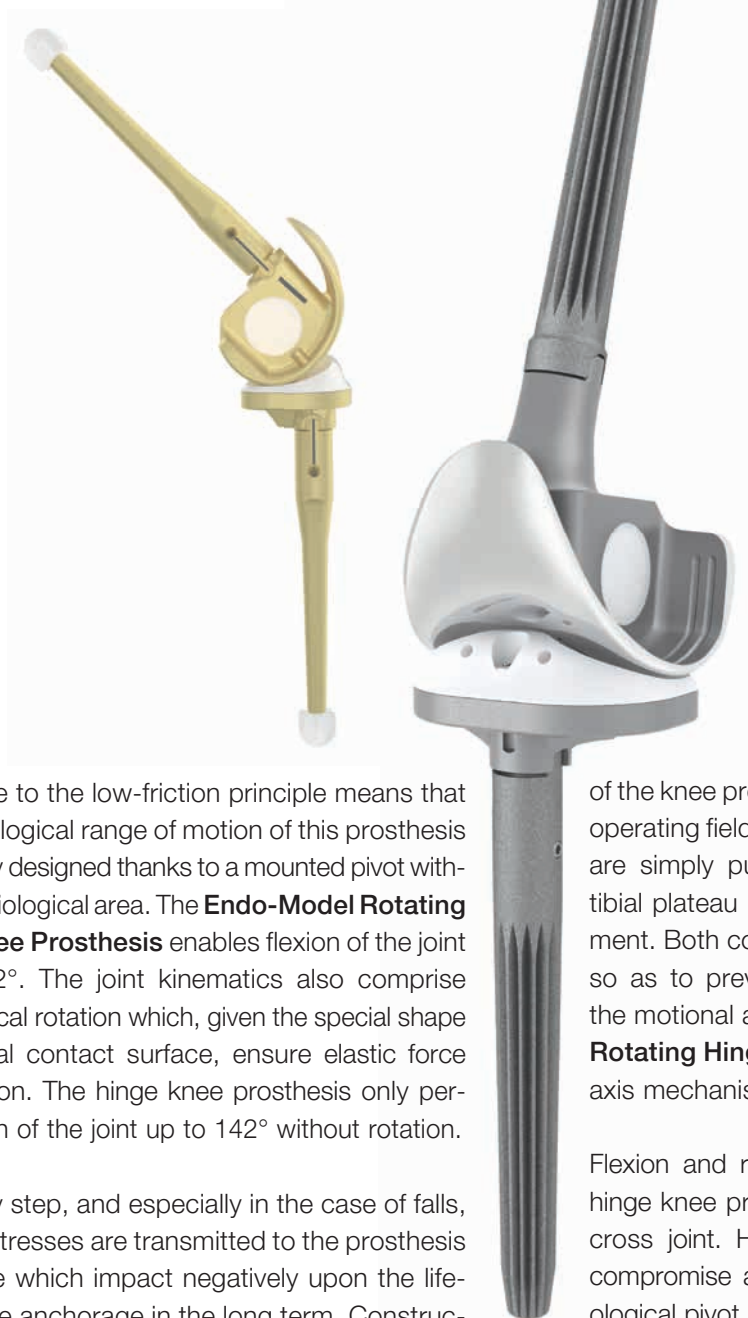 e to the low-friction principle means that
logical range of motion of this prosthesis
y designed thanks to a mounted pivot with-
iological area. The Endo-Model Rotating
ee Prosthesis enables flexion of the joint
2°. The joint kinematics also comprise
cal rotation which, given the special shape
al contact surface, ensure elastic force
on. The hinge knee prosthesis only per-
n of the joint up to 142° without rotation.
y step, and especially in the case of falls,
tresses are transmitted to the prosthesis
e which impact negatively upon the life-
e anchorage in the long term. Construc-
of the knee pr
operating field
are simply pu
tibial plateau
ment. Both co
so as to prev
the motional a
Rotating Hing
axis mechanis
Flexion and r
hinge knee pr
cross joint. H
compromise a
ological pivot